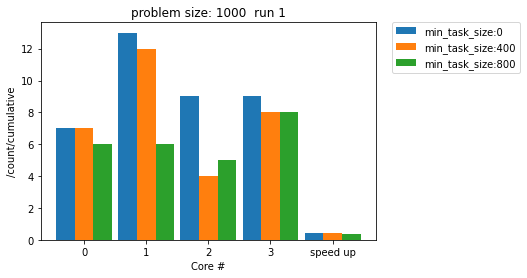 problem size: 1000  run 1
min_task_size:0
min_task_size:400
min_task_size:800
/count/cumulative
12
10
8
6
4
2
0
0 1 2 3 speed up
Core #